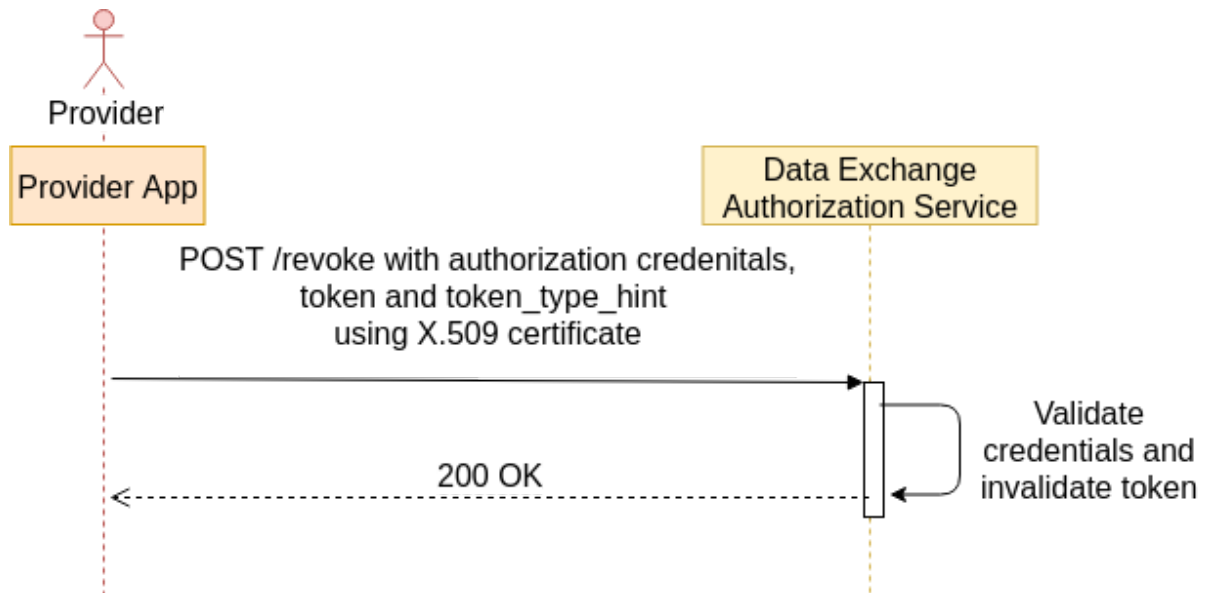 Provider
Provider App
Data Exchange
Authorization Service
POST /revoke with authorization credenitals,
token and token_type_hint
using X.509 certificate
Validate
credentials and
invalidate token
200 OK